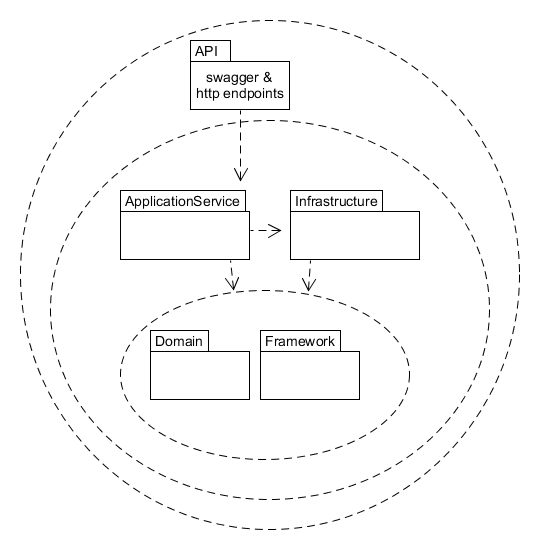 API
swagger &
http endpoints
ApplicationService
Infrastructure
Domain
Framework